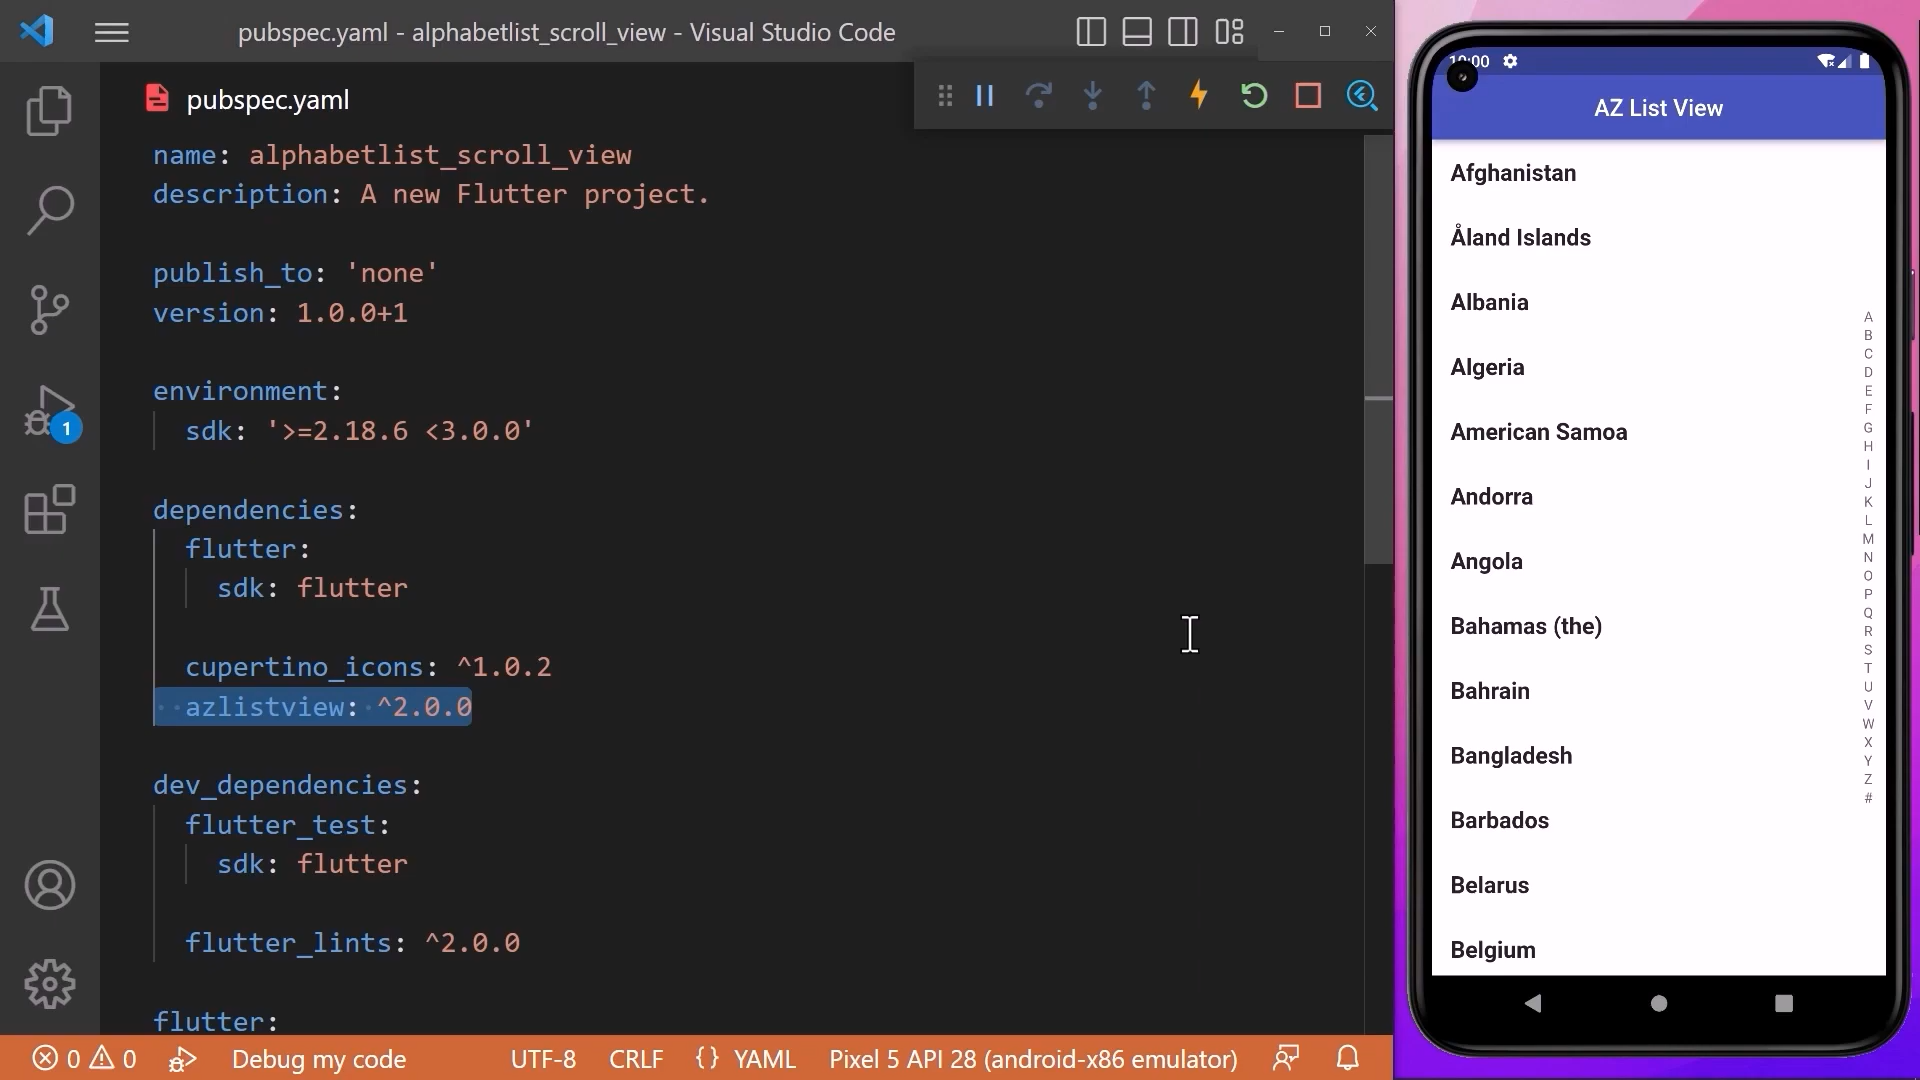 pubspec.yaml - alphabetlist_scroll_view - Visual Studio Code
pubspec.yaml
name: alphabetlist_scroll_view
description: A new Flutter project.
publish_to: 'none'
version: 1.0.0+1
environment:
sdk: '>=2.18.6 <3.0.0'
dependencies:
flutter:
sdk: flutter
cupertino_icons: ^1.0.2
azlistview: ^2.0.0
dev_dependencies:
flutter_test:
sdk: flutter
flutter_lints: ^2.0.0
flutter:
1
0 0 Debug my code UTF-8 CRLF {} YAML Pixel 5 API 28 (android-x86 emulator)
10:00
AZ List View
Afghanistan
Åland Islands
Albania
Algeria
American Samoa
Andorra
Angola
Bahamas (the)
Bahrain
Bangladesh
Barbados
Belarus
Belgium
A
B
C
D
E
F
G
H
I
J
K
L
M
N
O
P
Q
R
S
T
U
V
W
X
Y
Z
#